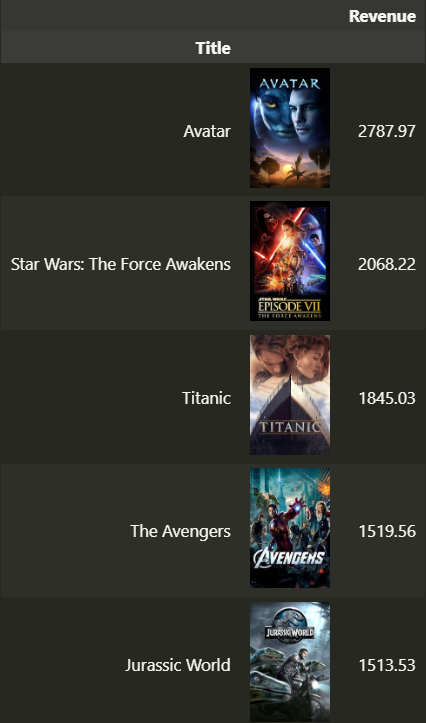 Revenue
Title
AVATAR
Avatar 2787.97
STAR WARS
EPISODE VII
THE FORCE AWAKENS
Star Wars: The Force Awakens 2068.22
TITANIC
Titanic 1845.03
AVENGERS
The Avengers 1519.56
JURASSIC WORLD
Jurassic World 1513.53